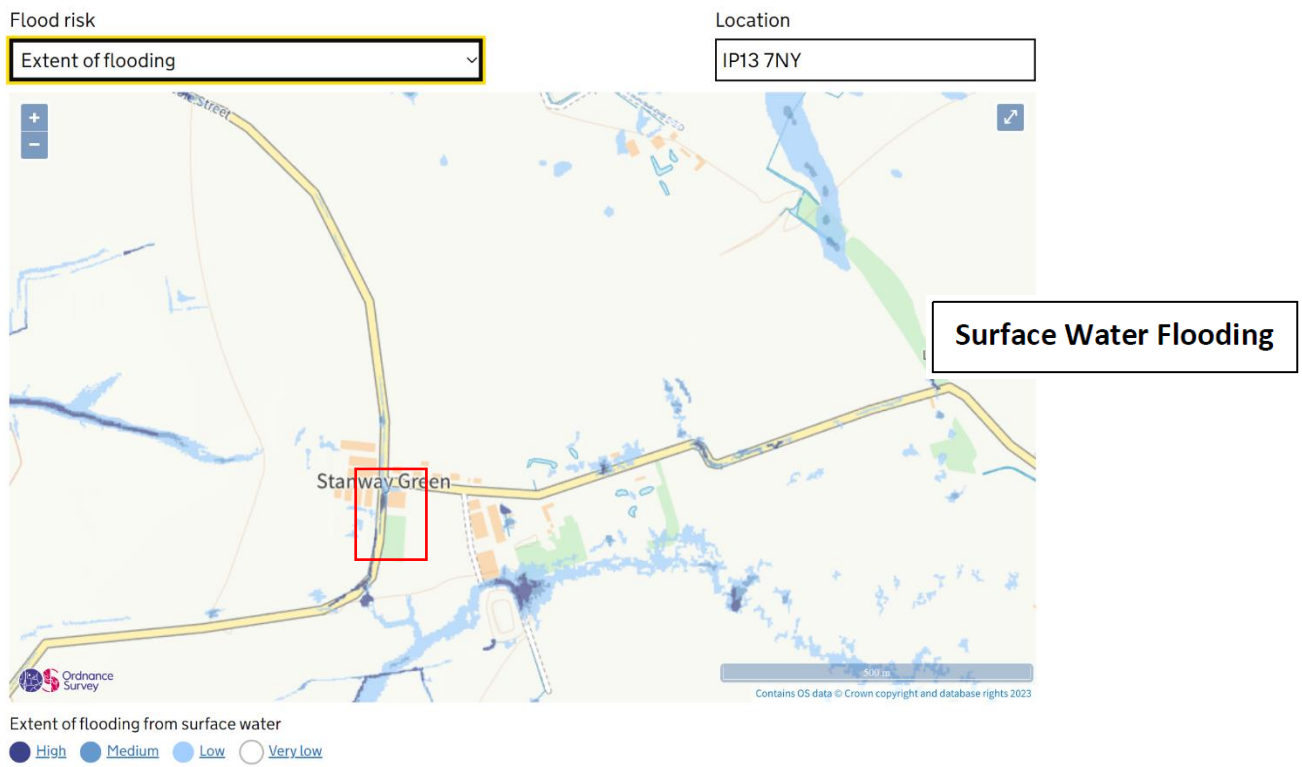 Flood risk
Location
Extent of flooding
IP13 7NY
Street
+
-
Surface Water Flooding
Stanway Green
Ordnance
Survey
500 m
Contains OS data © Crown copyright and database rights 2023
Extent of flooding from surface water
High Medium Low Very low